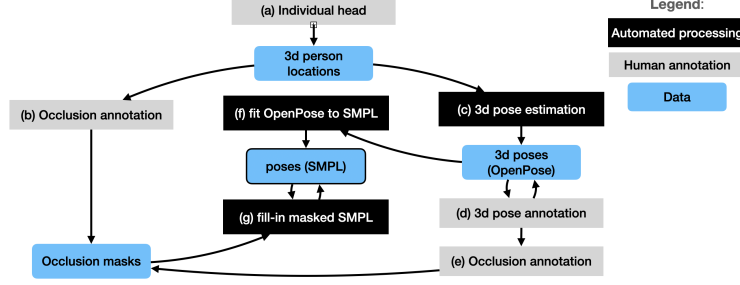 (a) Individual head
Legend:
Automated processing
Human annotation
Data
3d person
locations
(b) Occlusion annotation
(f) fit OpenPose to SMPL
(c) 3d pose estimation
poses (SMPL)
3d poses
(OpenPose)
(g) fill-in masked SMPL
(d) 3d pose annotation
Occlusion masks
(e) Occlusion annotation